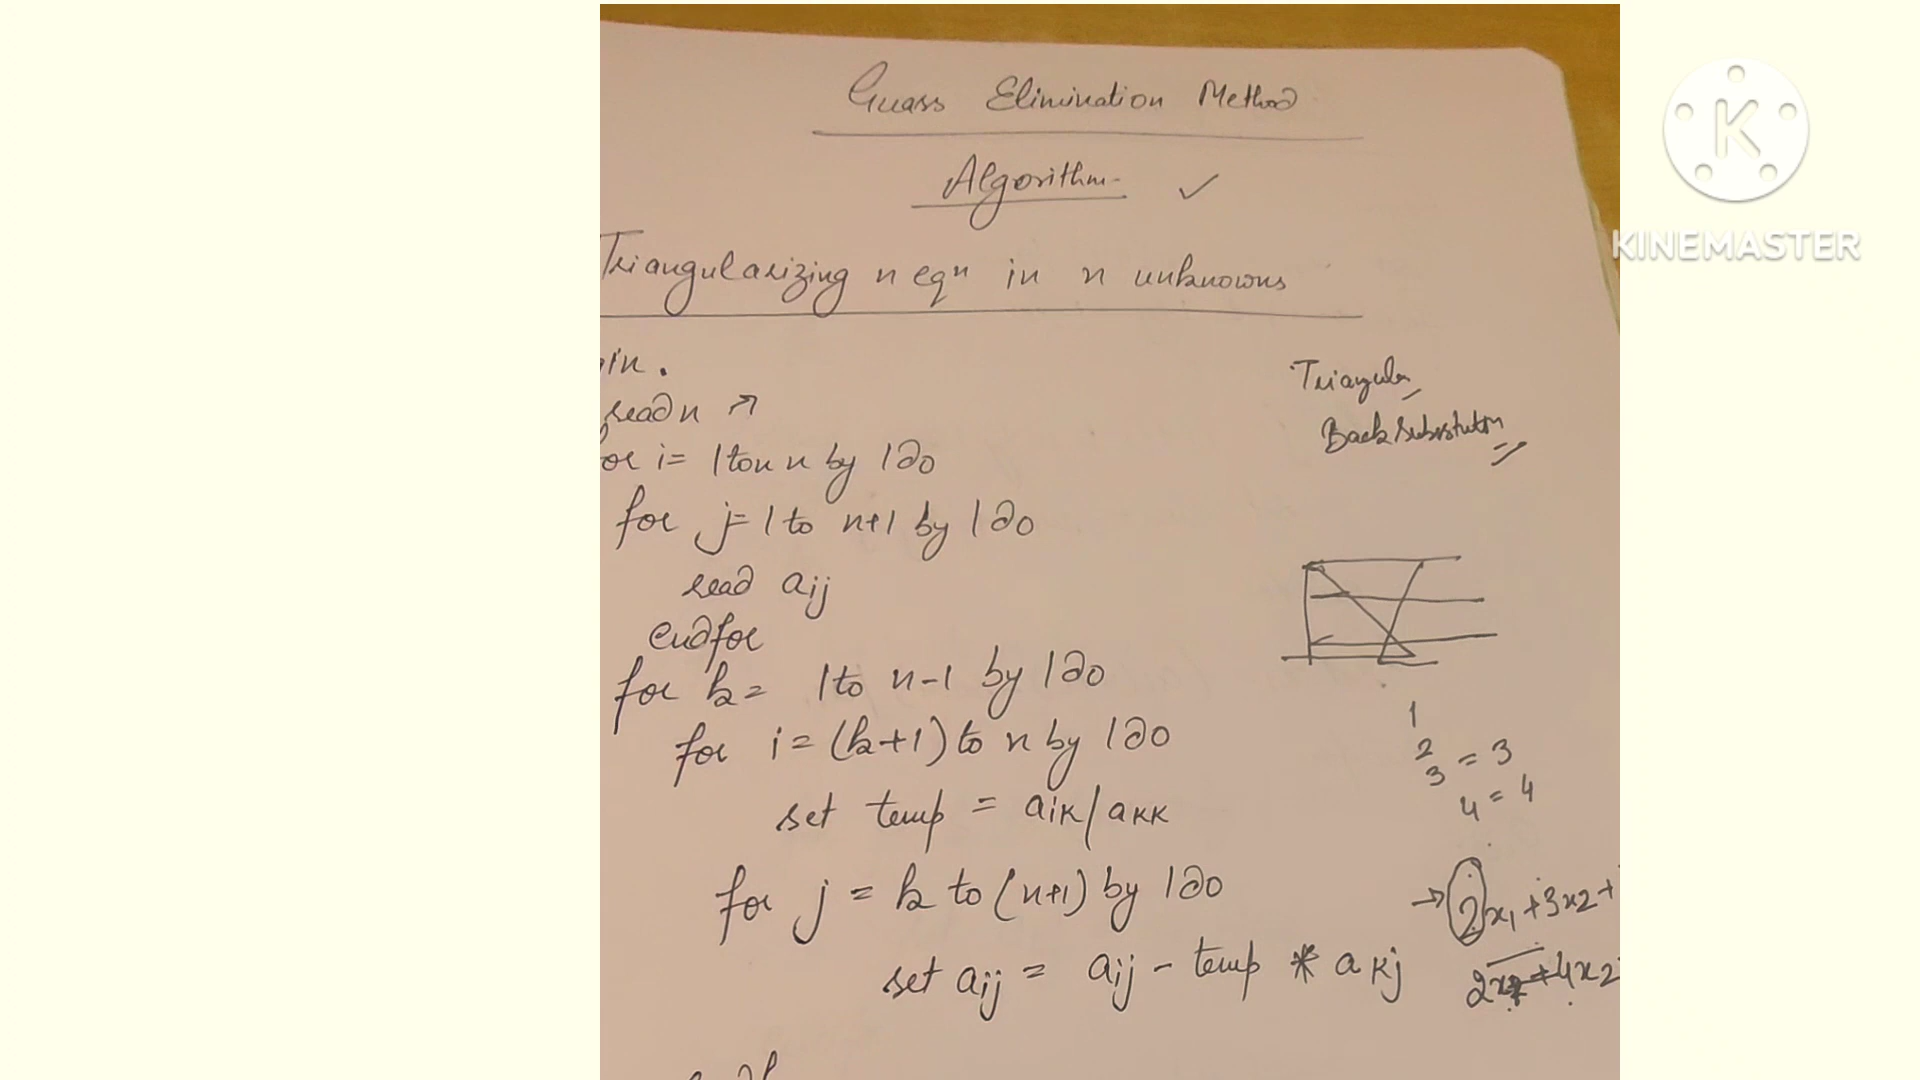 Guass Elimination Method
Algorithm
Triangularizing n eqn in n unknowns
gin.
read n
or i = 1 to n by 1 do
for j = 1 to n+1 by 1 do
read aij
endfor
for k = 1 to n-1 by 1 do
for i = (k+1) to n by 1 do
set temp = aik/akk
for j = k to (n+1) by 1 do
set aij = aij - temp * akj
Triangular
Back Substitutn
1
2
3 = 3
4 = 4
2x1 + 3x2 +
+ 4x2
KINEMASTER